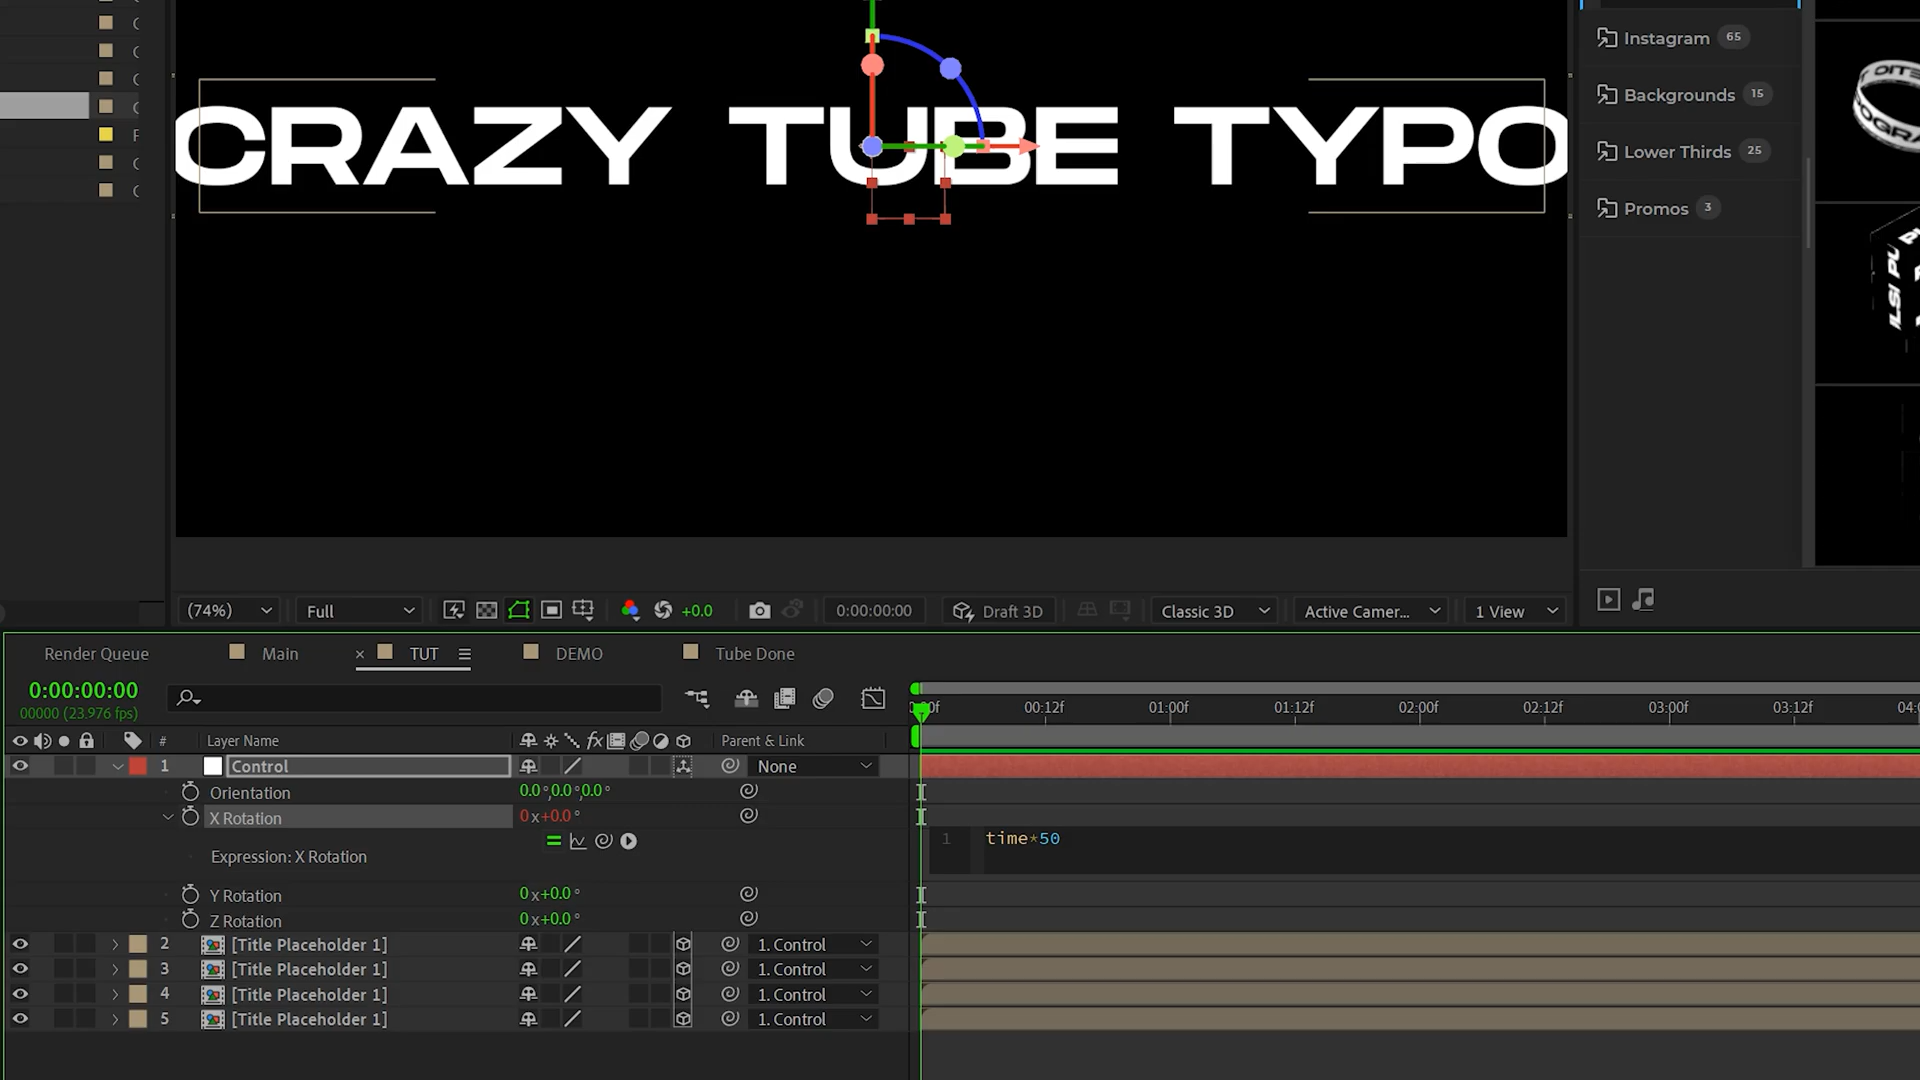 Instagram 65
Backgrounds 15
Lower Thirds 25
Promos 3
CRAZY TUBE TYPO
(74%) Full +0.0 0:00:00:00 Draft 3D Classic 3D Active Camer... 1 View
Render Queue Main × TUT DEMO Tube Done
0:00:00:00
00000 (23.976 fps)
00:12f 01:00f 01:12f 02:00f 02:12f 03:00f 03:12f
# Layer Name fx Parent & Link
1 Control None
Orientation 0.0°,0.0°,0.0°
X Rotation 0x+0.0°
1 time*50
Expression: X Rotation
Y Rotation 0x+0.0°
Z Rotation 0x+0.0°
2 [Title Placeholder 1] 1. Control
3 [Title Placeholder 1] 1. Control
4 [Title Placeholder 1] 1. Control
5 [Title Placeholder 1] 1. Control